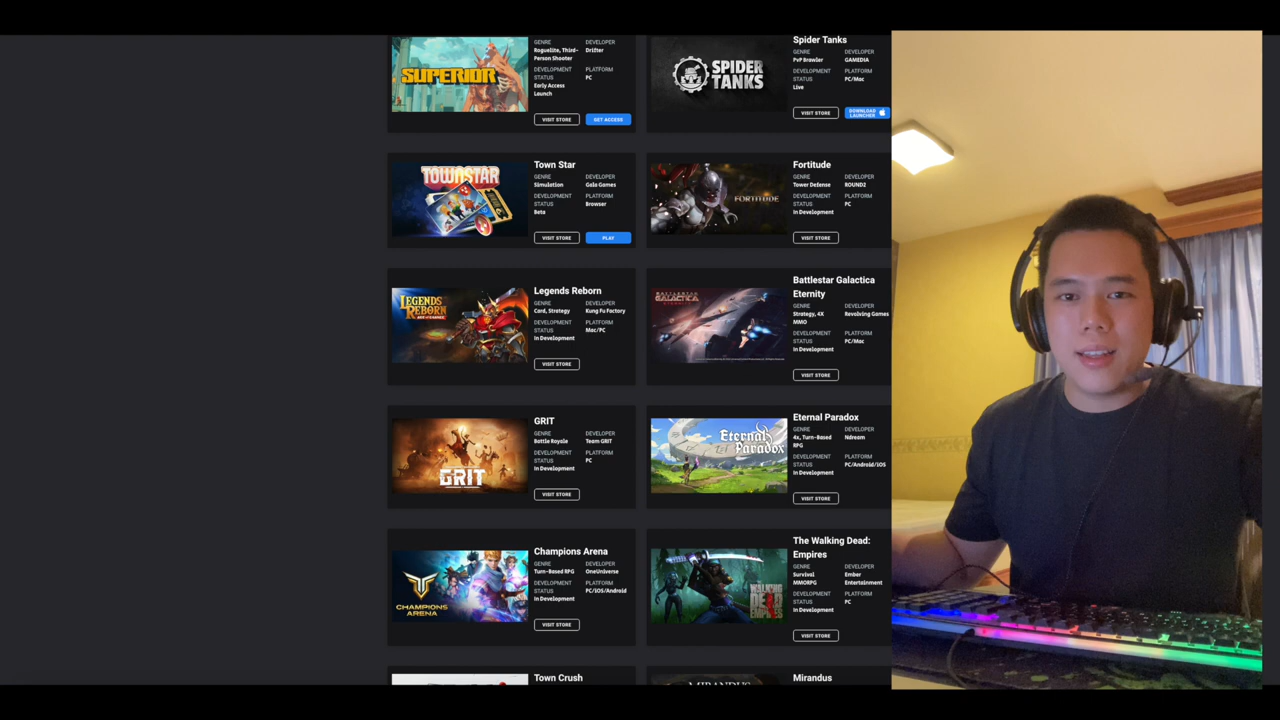 SUPERIOR
GENRE
Roguelite, Third-
Person Shooter
DEVELOPER
Drifter
DEVELOPMENT
STATUS
Early Access
Launch
PLATFORM
PC
VISIT STORE
GET ACCESS
SPIDER
TANKS
Spider Tanks
GENRE
PvP Brawler
DEVELOPER
GAMEDIA
DEVELOPMENT
STATUS
Live
PLATFORM
PC/Mac
VISIT STORE
DOWNLOAD
LAUNCHER
TOWNSTAR
Town Star
GENRE
Simulation
DEVELOPER
Gala Games
DEVELOPMENT
STATUS
Beta
PLATFORM
Browser
VISIT STORE
PLAY
FORTITUDE
Fortitude
GENRE
Tower Defense
DEVELOPER
ROUND2
DEVELOPMENT
STATUS
In Development
PLATFORM
PC
VISIT STORE
LEGENDS
REBORN
Legends Reborn
GENRE
Card, Strategy
DEVELOPER
Kung Fu Factory
DEVELOPMENT
STATUS
In Development
PLATFORM
Mac/PC
VISIT STORE
BATTLESTAR
GALACTICA
ETERNITY
Battlestar Galactica
Eternity
GENRE
Strategy, 4X
MMO
DEVELOPER
Revolving Games
DEVELOPMENT
STATUS
In Development
PLATFORM
PC/Mac
VISIT STORE
GRIT
GRIT
GENRE
Battle Royale
DEVELOPER
Team GRIT
DEVELOPMENT
STATUS
In Development
PLATFORM
PC
VISIT STORE
Eternal
Paradox
Eternal Paradox
GENRE
4x, Turn-Based
RPG
DEVELOPER
Ndream
DEVELOPMENT
STATUS
In Development
PLATFORM
PC/Android/iOS
VISIT STORE
CHAMPIONS
ARENA
Champions Arena
GENRE
Turn-Based RPG
DEVELOPER
OneUniverse
DEVELOPMENT
STATUS
In Development
PLATFORM
PC/iOS/Android
VISIT STORE
THE
WALKING
DEAD
The Walking Dead:
Empires
GENRE
Survival
MMORPG
DEVELOPER
Ember
Entertainment
DEVELOPMENT
STATUS
In Development
PLATFORM
PC
VISIT STORE
Town Crush
MIRANDUS
Mirandus